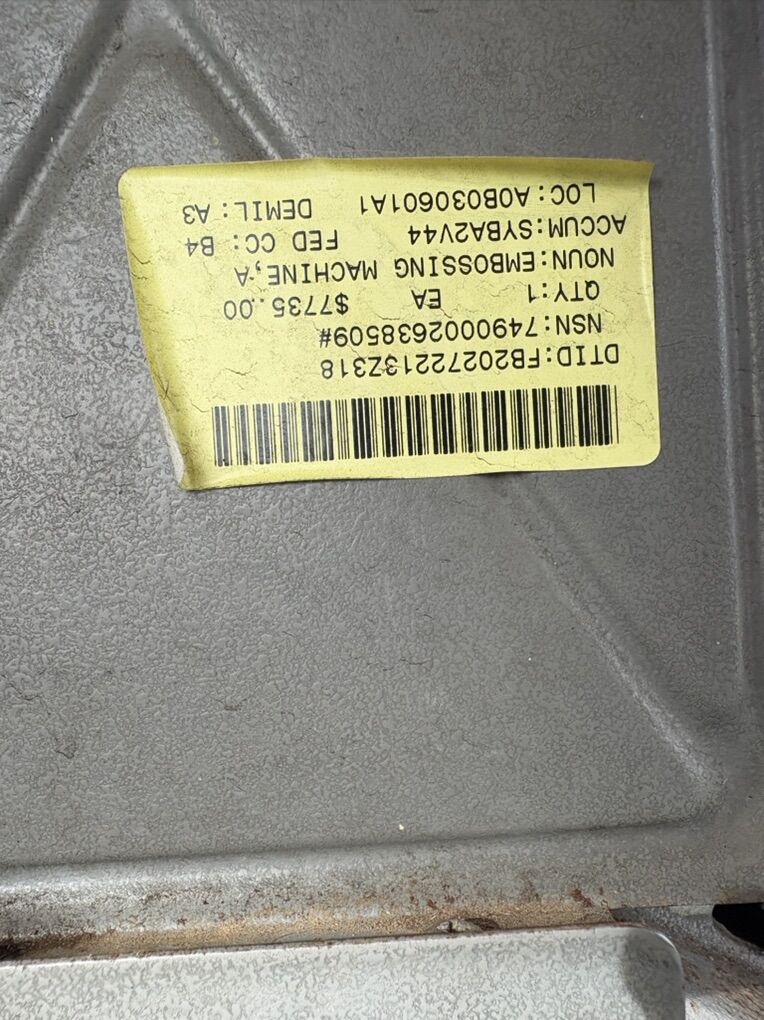 DTID:FB20272213Z318
NSN:7490002638509#
QTY:1 EA $7735.00
NOUN:EMBOSSING MACHINE,A
ACCUM:SYBA2V44 FED CC: B4
LOC:A0B030601A1 DEMIL: A3